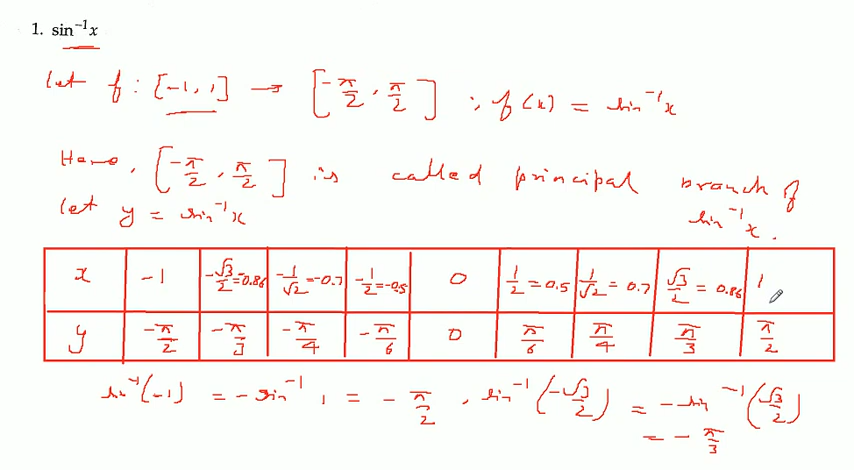 1. sin⁻¹x
let f : [-1, 1] → [-π/2, π/2] ; f(x) = sin⁻¹x
Here, [-π/2, π/2] is called principal branch of
let y = sin⁻¹x sin⁻¹x.
x -1 -√3/2=-0.86 -1/√2=-0.7 -1/2=-0.5 0 1/2=0.5 1/√2=0.7 √3/2=0.86 1
y -π/2 -π/3 -π/4 -π/6 0 π/6 π/4 π/3 π/2
sin⁻¹(-1) = -sin⁻¹ 1 = -π/2 , sin⁻¹(-√3/2) = -sin⁻¹(√3/2)
= -π/3